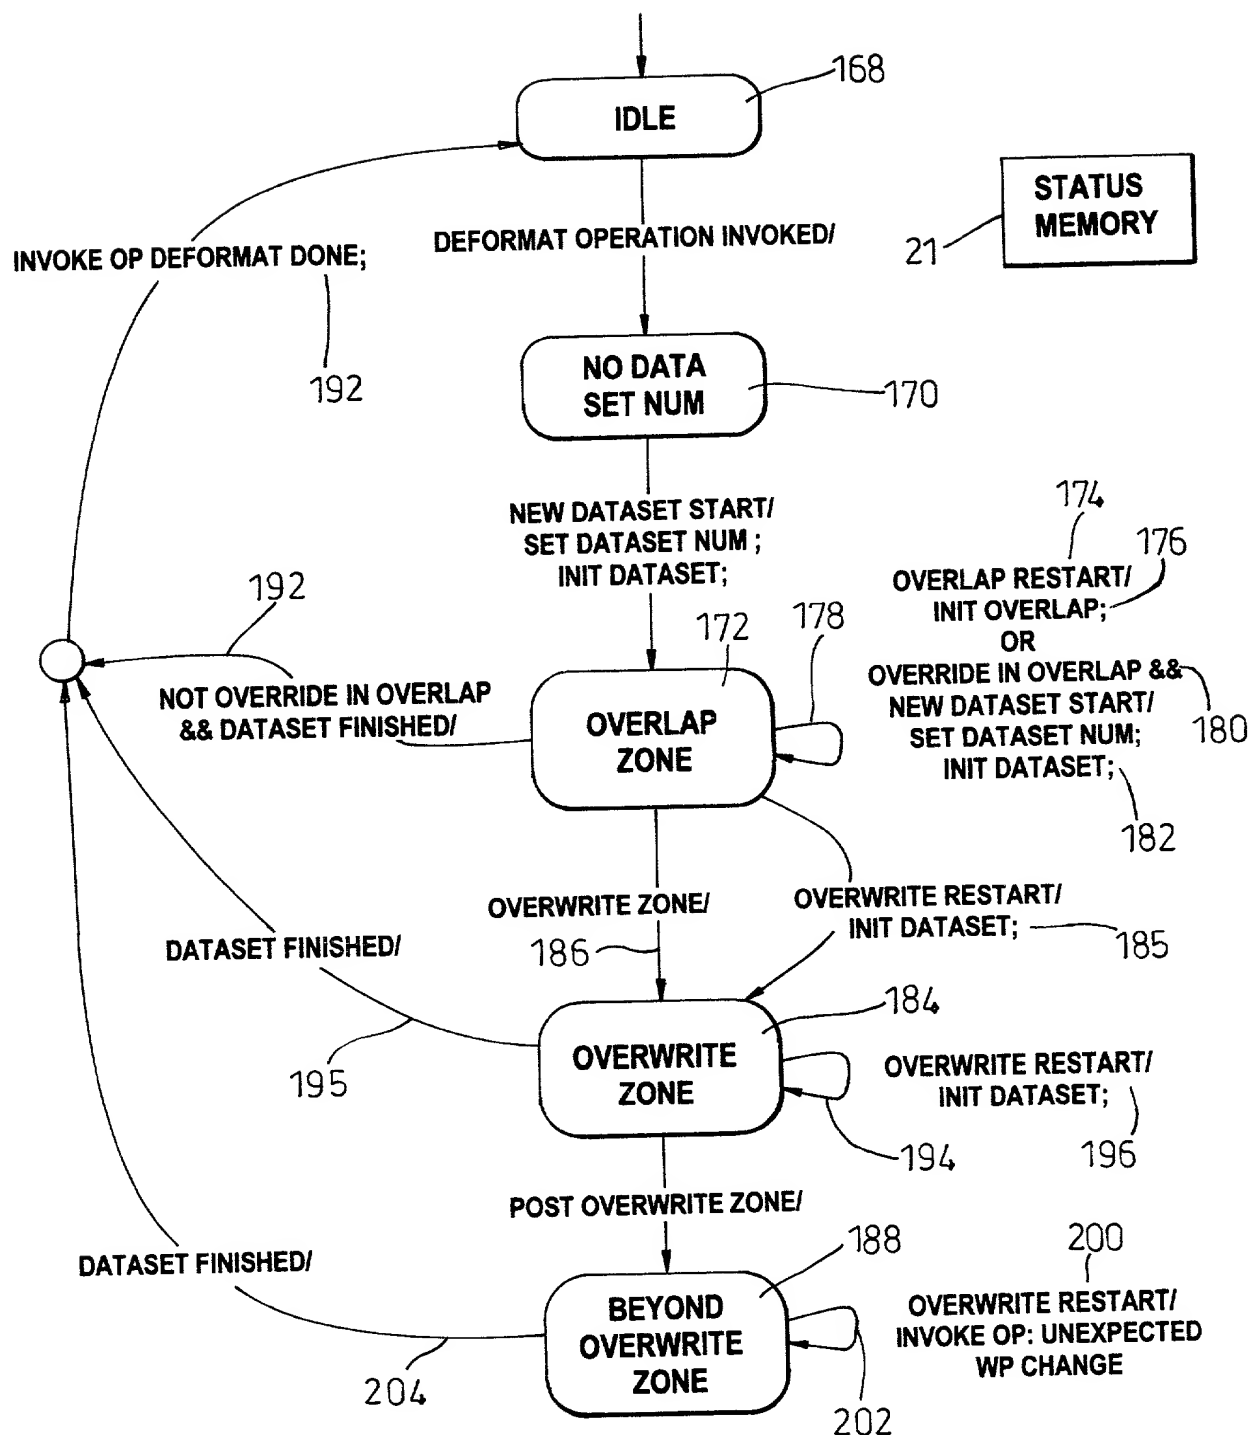 168
IDLE
STATUS
MEMORY
21
DEFORMAT OPERATION INVOKED/
INVOKE OP DEFORMAT DONE;
192
NO DATA
SET NUM
170
NEW DATASET START/
SET DATASET NUM ;
INIT DATASET;
174
176
OVERLAP RESTART/
INIT OVERLAP;
OR
OVERRIDE IN OVERLAP &&
NEW DATASET START/
SET DATASET NUM;
INIT DATASET;
180
182
192
172
178
NOT OVERRIDE IN OVERLAP
&& DATASET FINISHED/
OVERLAP
ZONE
OVERWRITE ZONE/
186
OVERWRITE RESTART/
INIT DATASET;
185
DATASET FINISHED/
195
184
OVERWRITE
ZONE
OVERWRITE RESTART/
INIT DATASET;
194
196
POST OVERWRITE ZONE/
188
200
DATASET FINISHED/
BEYOND
OVERWRITE
ZONE
OVERWRITE RESTART/
INVOKE OP: UNEXPECTED
WP CHANGE
204
202